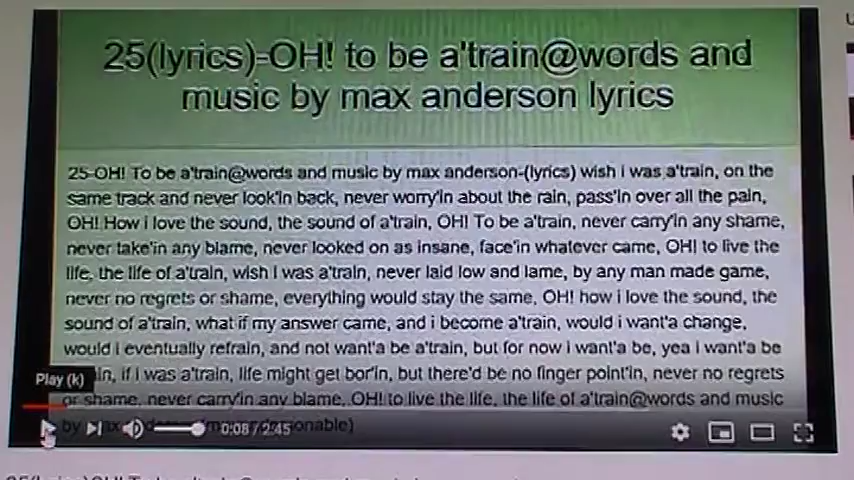 25(lyrics)-OH! to be a'train@words and
music by max anderson lyrics
25-OH! To be a'train@words and music by max anderson-(lyrics) wish i was a'train, on the
same track and never look'in back, never worry'in about the rain, pass'in over all the pain,
OH! How i love the sound, the sound of a'train, OH! To be a'train, never carry'in any shame,
never take'in any blame, never looked on as insane, face'in whatever came, OH! to live the
life, the life of a'train, wish i was a'train, never laid low and lame, by any man made game,
never no regrets or shame, everything would stay the same, OH! how i love the sound, the
sound of a'train, what if my answer came, and i become a'train, would i want'a change,
would i eventually refrain, and not want'a be a'train, but for now i want'a be, yea i want'a be
if i was a'train, life might get bor'in, but there'd be no finger point'in, never no regrets
Play (k)
or shame, never carry'in any blame, OH! to live the life, the life of a'train@words and music
by max
0:08 / 2:45